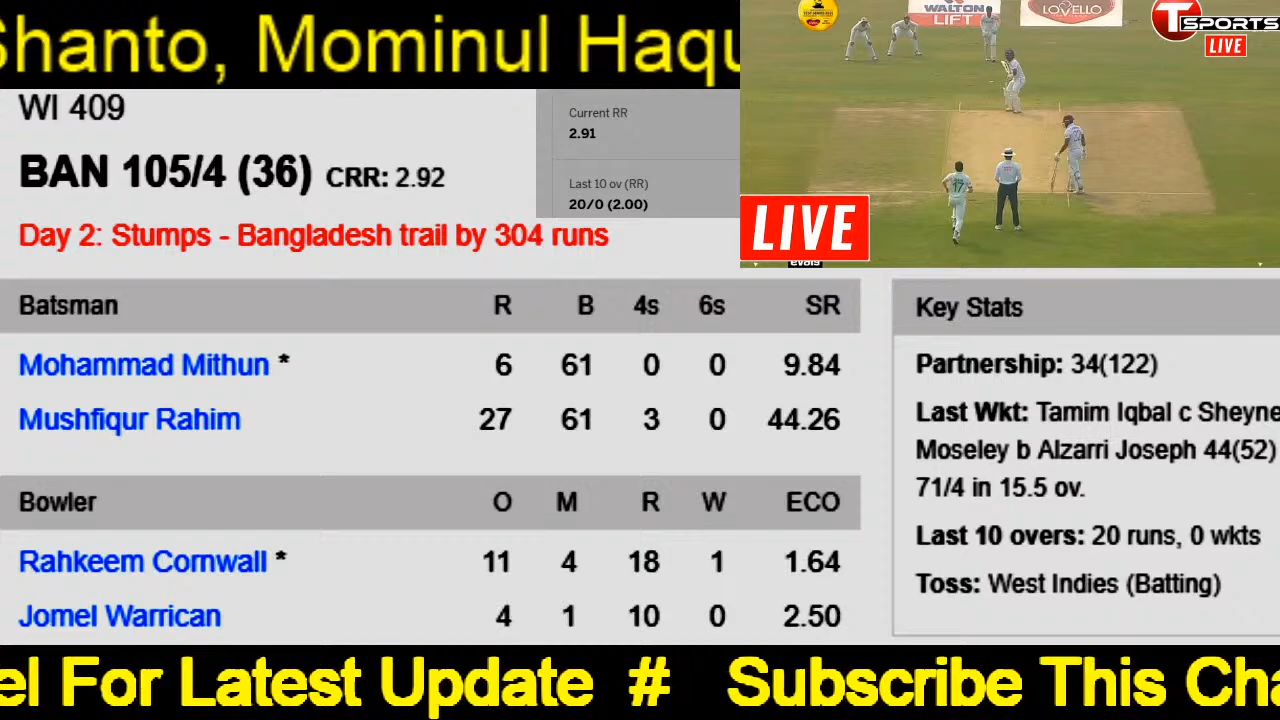 Shanto, Mominul Haqu
WALTON
LIFT
LOVELLO
T SPORTS
LIVE
WI 409
BAN 105/4 (36) CRR: 2.92
Day 2: Stumps - Bangladesh trail by 304 runs
Current RR
2.91
Last 10 ov (RR)
20/0 (2.00)
17
LIVE
evaly
Batsman R B 4s 6s SR
Mohammad Mithun * 6 61 0 0 9.84
Mushfiqur Rahim 27 61 3 0 44.26
Bowler O M R W ECO
Rahkeem Cornwall * 11 4 18 1 1.64
Jomel Warrican 4 1 10 0 2.50
Key Stats
Partnership: 34(122)
Last Wkt: Tamim Iqbal c Sheyne
Moseley b Alzarri Joseph 44(52)
71/4 in 15.5 ov.
Last 10 overs: 20 runs, 0 wkts
Toss: West Indies (Batting)
el For Latest Update # Subscribe This Cha